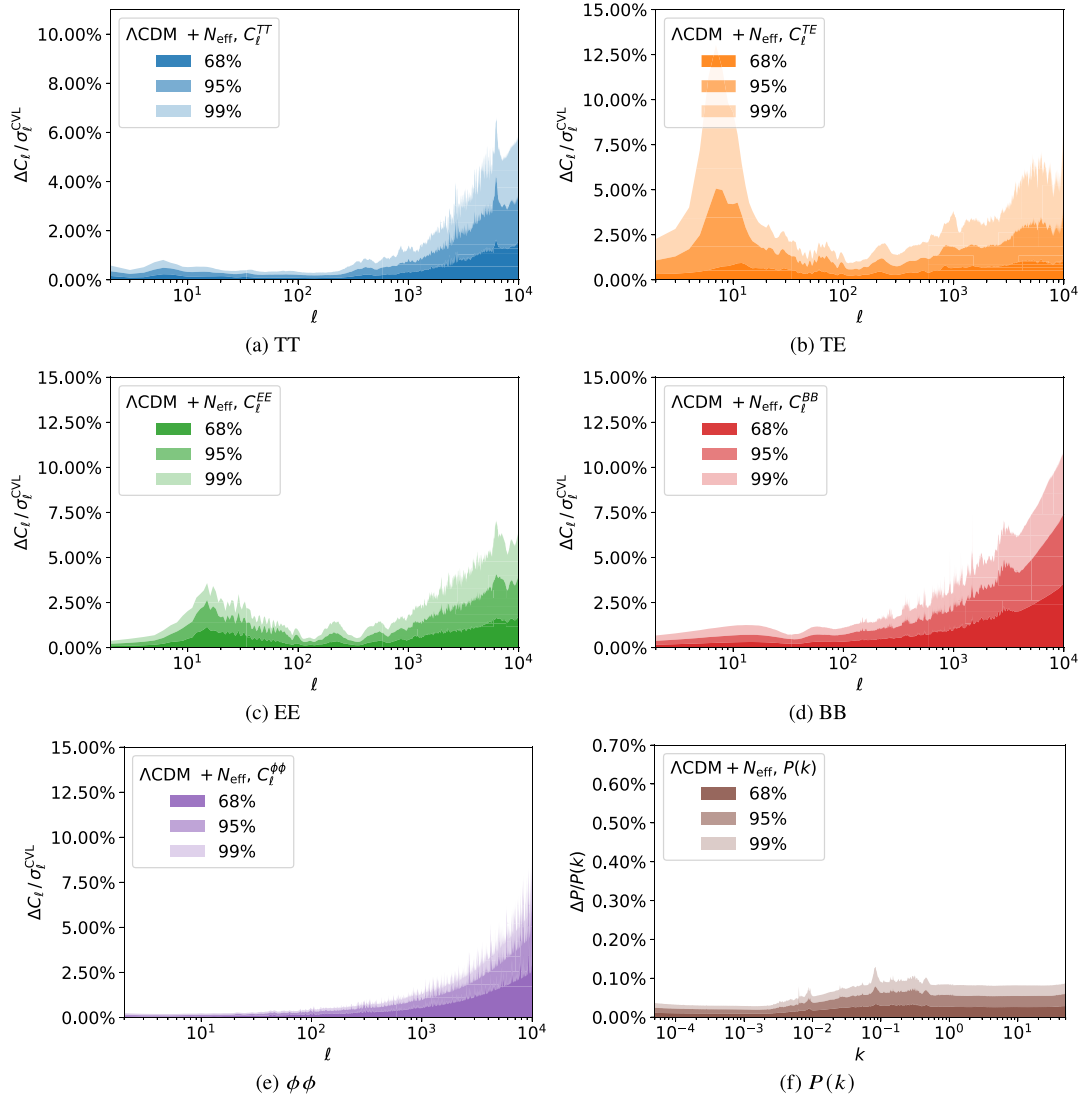 ΛCDM + N_eff, C_ℓ^TT
68%
95%
99%
10.00%
8.00%
6.00%
4.00%
2.00%
0.00%
ΔC_ℓ / σ_ℓ^CVL
10^1 10^2 10^3 10^4
ℓ
(a) TT
ΛCDM + N_eff, C_ℓ^TE
68%
95%
99%
15.00%
12.50%
10.00%
7.50%
5.00%
2.50%
0.00%
ΔC_ℓ / σ_ℓ^CVL
10^1 10^2 10^3 10^4
ℓ
(b) TE
ΛCDM + N_eff, C_ℓ^EE
68%
95%
99%
15.00%
12.50%
10.00%
7.50%
5.00%
2.50%
0.00%
ΔC_ℓ / σ_ℓ^CVL
10^1 10^2 10^3 10^4
ℓ
(c) EE
ΛCDM + N_eff, C_ℓ^BB
68%
95%
99%
15.00%
12.50%
10.00%
7.50%
5.00%
2.50%
0.00%
ΔC_ℓ / σ_ℓ^CVL
10^1 10^2 10^3 10^4
ℓ
(d) BB
ΛCDM + N_eff, C_ℓ^ϕϕ
68%
95%
99%
15.00%
12.50%
10.00%
7.50%
5.00%
2.50%
0.00%
ΔC_ℓ / σ_ℓ^CVL
10^1 10^2 10^3 10^4
ℓ
(e) ϕϕ
ΛCDM + N_eff, P(k)
68%
95%
99%
0.70%
0.60%
0.50%
0.40%
0.30%
0.20%
0.10%
0.00%
ΔP/P(k)
10^−4 10^−3 10^−2 10^−1 10^0 10^1
k
(f) P(k)